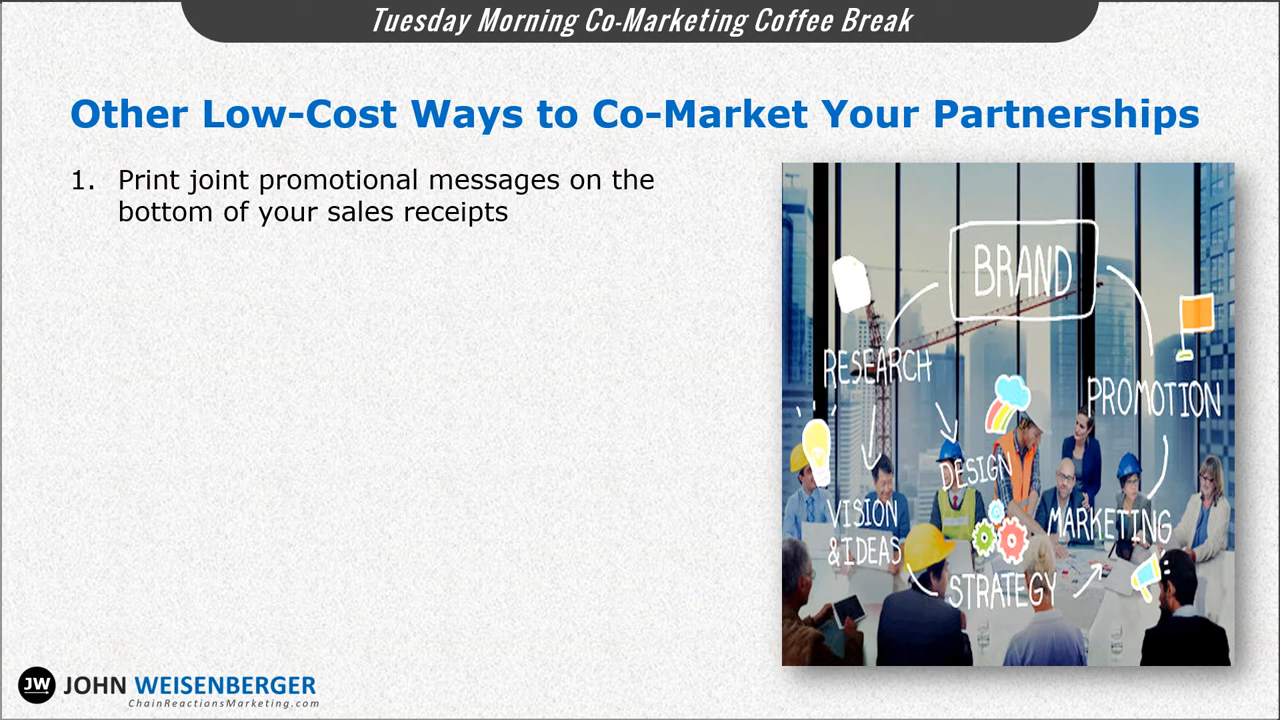 Tuesday Morning Co-Marketing Coffee Break
Other Low-Cost Ways to Co-Market Your Partnerships
1. Print joint promotional messages on the
bottom of your sales receipts
BRAND
RESEARCH
PROMOTION
DESIGN
VISION
&IDEAS
MARKETING
STRATEGY
JW JOHN WEISENBERGER
ChainReactionsMarketing.com